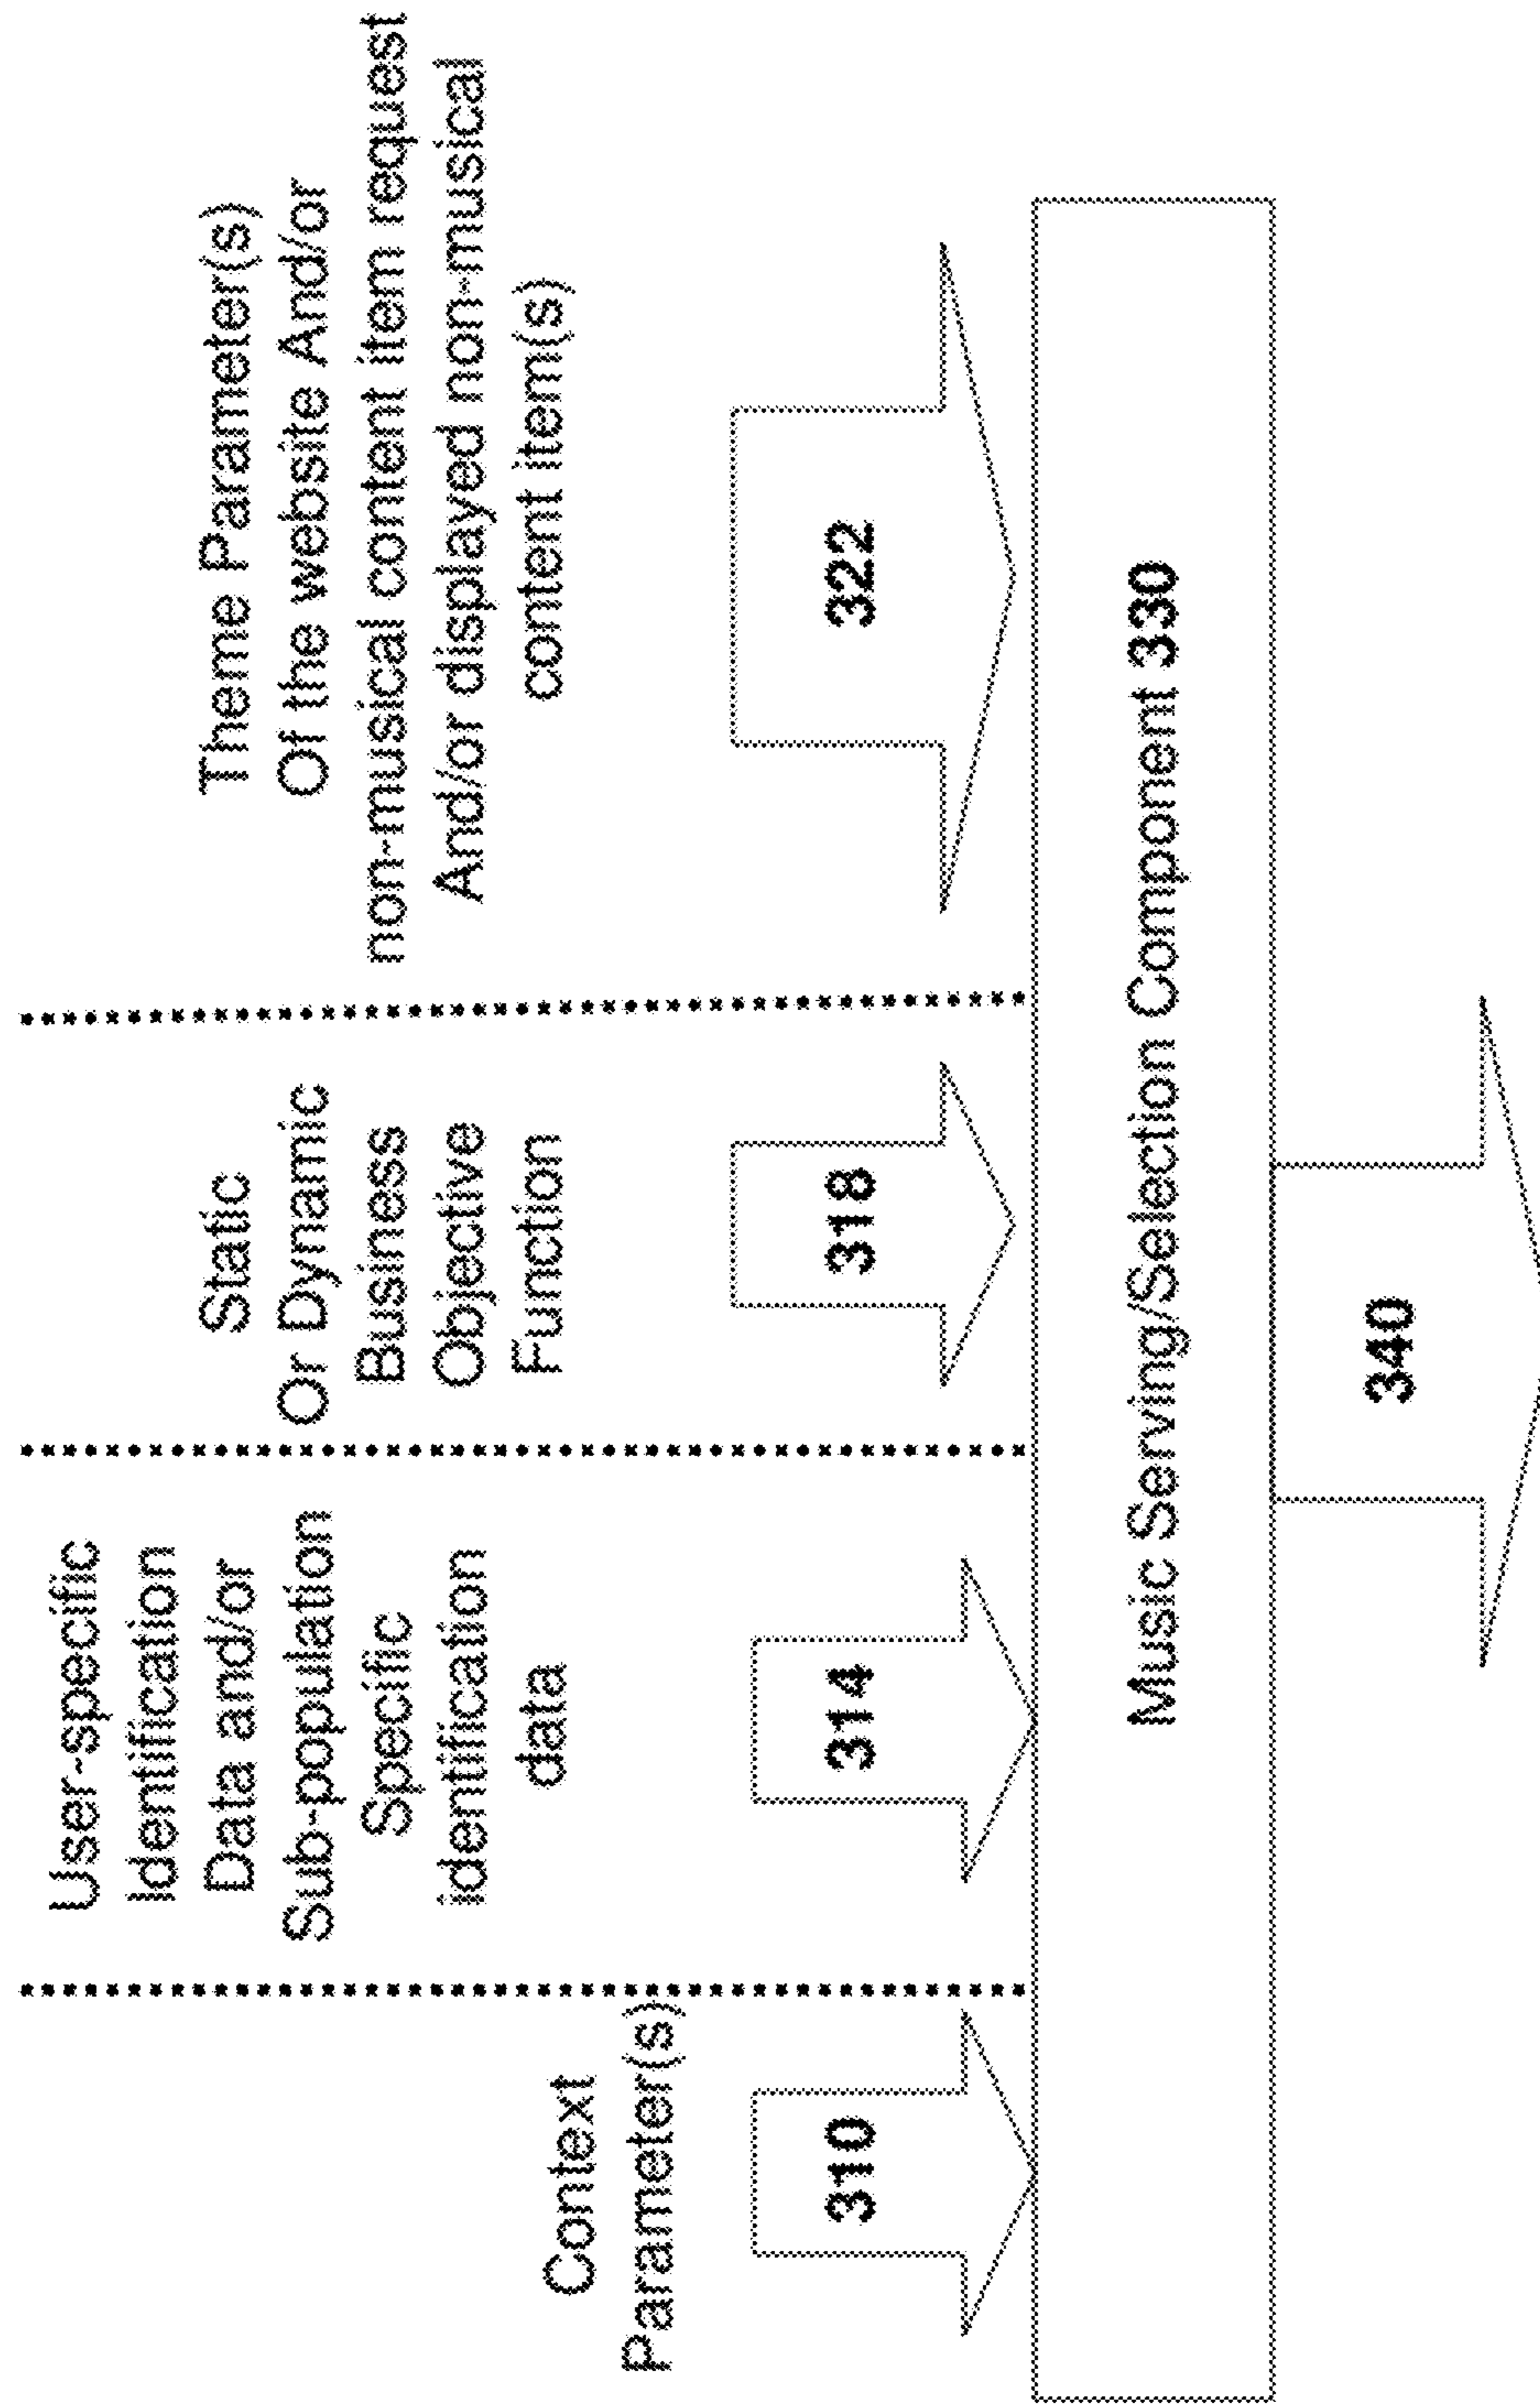 Context
Parameter(s)
310
User-specific
Identification
Data and/or
Sub-population
Specific
identification
data
314
Static
Or Dynamic
Business
Objective
Function
318
Theme Parameter(s)
Of the website And/or
non-musical content item request
And/or displayed non-musical
content item(s)
322
Music Serving/Selection Component 330
340